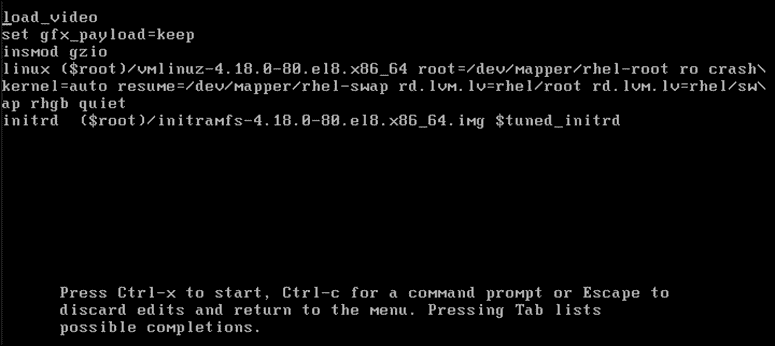 load_video
set gfx_payload=keep
insmod gzio
linux ($root)/vmlinuz-4.18.0-80.el8.x86_64 root=/dev/mapper/rhel-root ro crash\
kernel=auto resume=/dev/mapper/rhel-swap rd.lvm.lv=rhel/root rd.lvm.lv=rhel/sw\
ap rhgb quiet
initrd  ($root)/initramfs-4.18.0-80.el8.x86_64.img $tuned_initrd
Press Ctrl-x to start, Ctrl-c for a command prompt or Escape to
discard edits and return to the menu. Pressing Tab lists
possible completions.